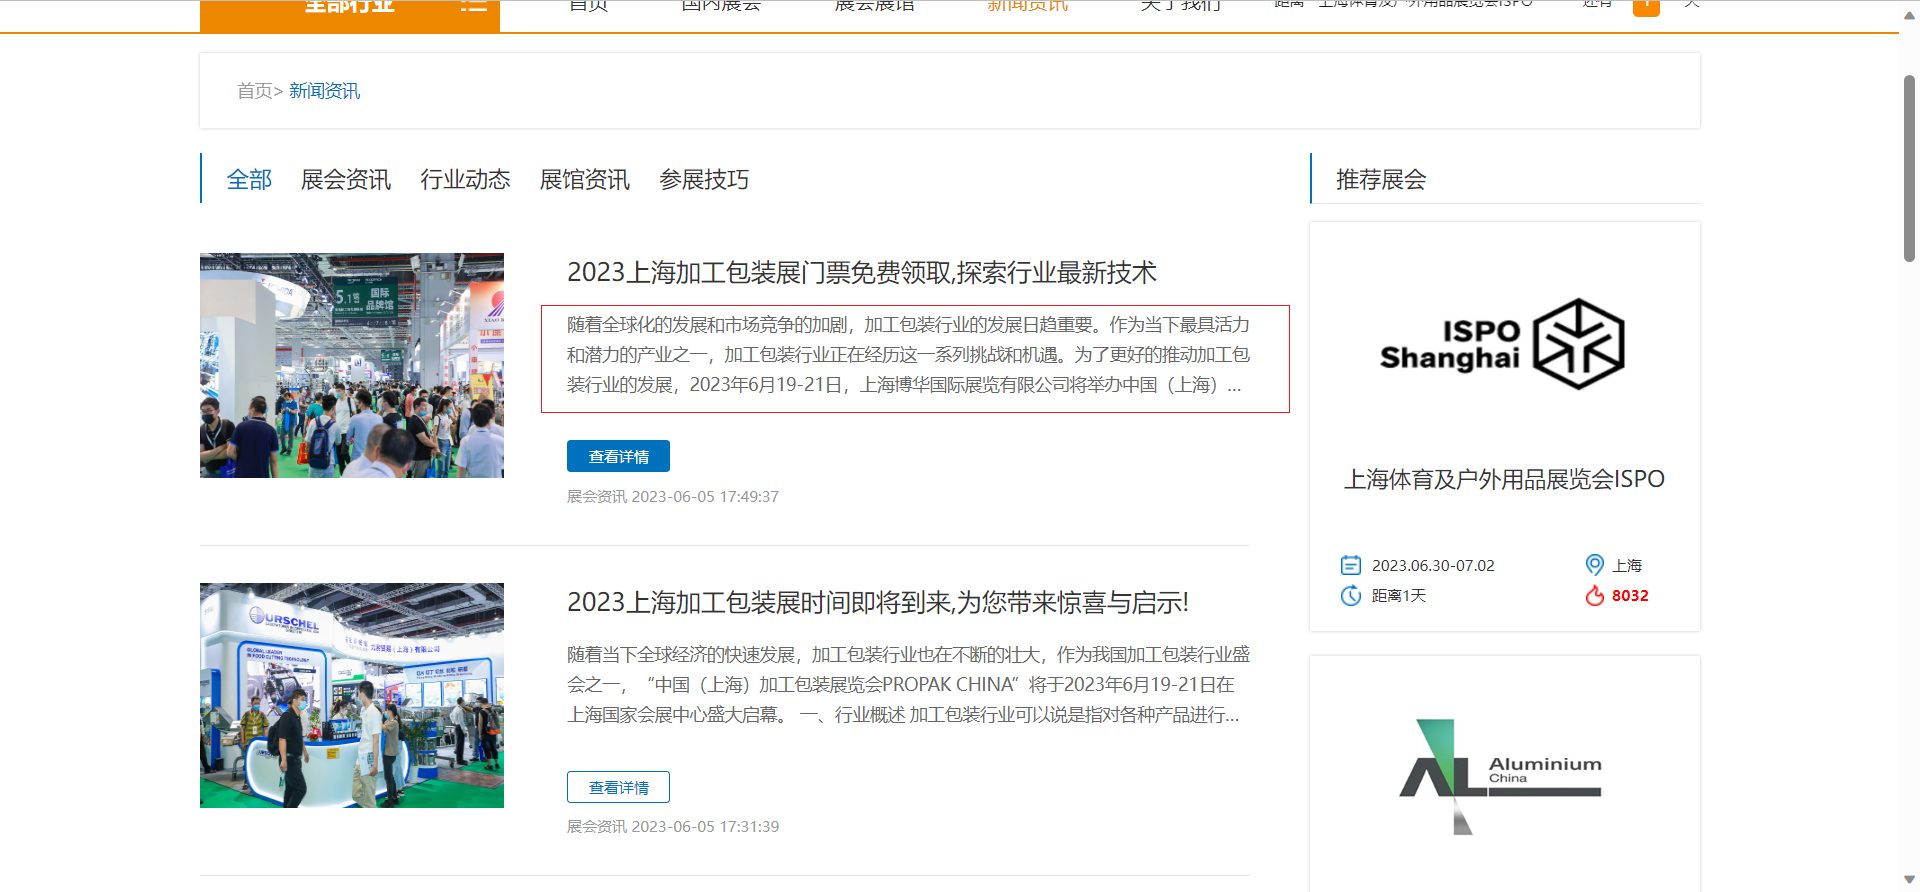 全部行业
首页 国内展会 展会展馆 新闻资讯 关于我们 距离 上海体育及户外用品展览会ISPO 还有 1 天
首页> 新闻资讯
全部 展会资讯 行业动态 展馆资讯 参展技巧
2023上海加工包装展门票免费领取,探索行业最新技术
随着全球化的发展和市场竞争的加剧，加工包装行业的发展日趋重要。作为当下最具活力
和潜力的产业之一，加工包装行业正在经历这一系列挑战和机遇。为了更好的推动加工包
装行业的发展，2023年6月19-21日，上海博华国际展览有限公司将举办中国（上海）...
查看详情
展会资讯 2023-06-05 17:49:37
5.1号 国际
品牌馆
2023上海加工包装展时间即将到来,为您带来惊喜与启示!
随着当下全球经济的快速发展，加工包装行业也在不断的壮大，作为我国加工包装行业盛
会之一，“中国（上海）加工包装展览会PROPAK CHINA”将于2023年6月19-21日在
上海国家会展中心盛大启幕。 一、行业概述 加工包装行业可以说是指对各种产品进行...
查看详情
展会资讯 2023-06-05 17:31:39
URSCHEL
GLOBAL LEADER
IN FOOD CUTTING TECHNOLOGY
推荐展会
ISPO
Shanghai
上海体育及户外用品展览会ISPO
2023.06.30-07.02 上海
距离1天 8032
Aluminium
China